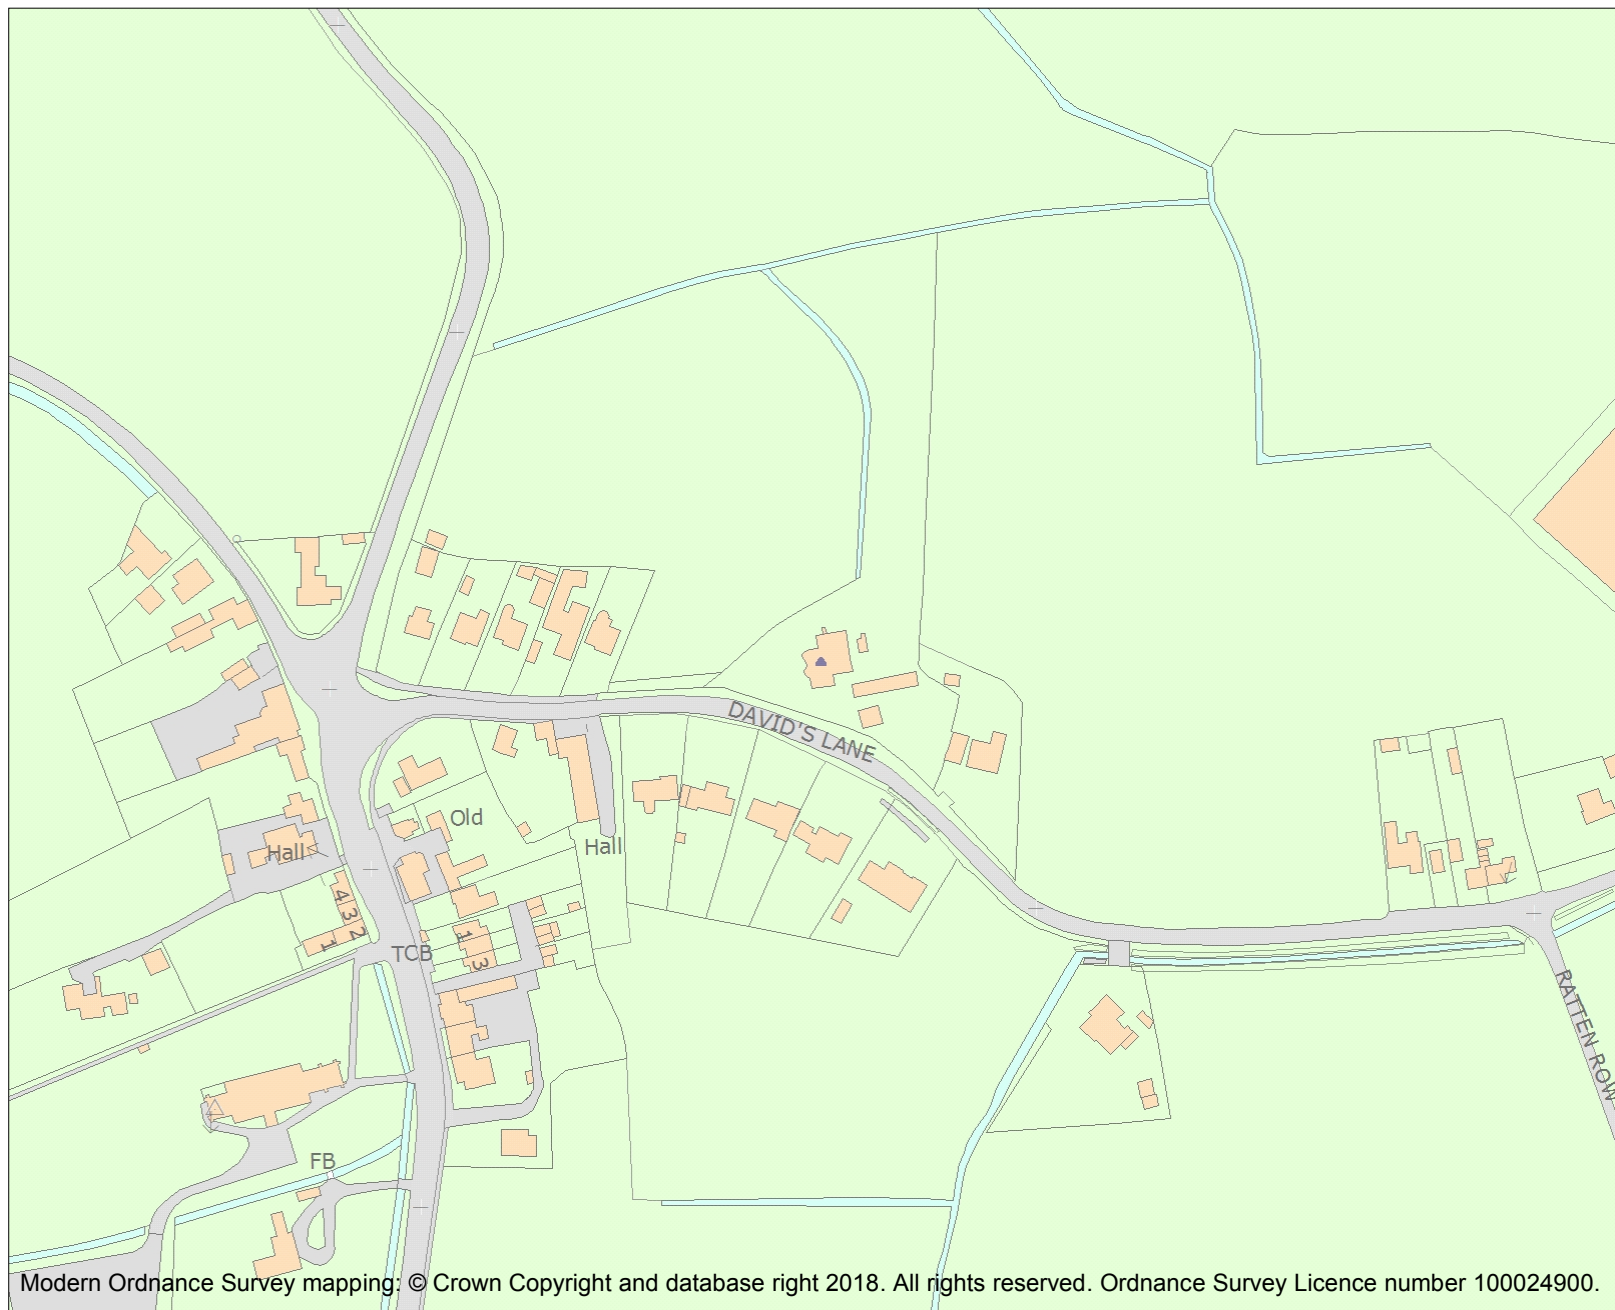 DAVID'S LANE
Old
Hall
Hall
4
3
2
1
TCB
1
3
RATTEN ROW
FB
Modern Ordnance Survey mapping: © Crown Copyright and database right 2018. All rights reserved. Ordnance Survey Licence number 100024900.